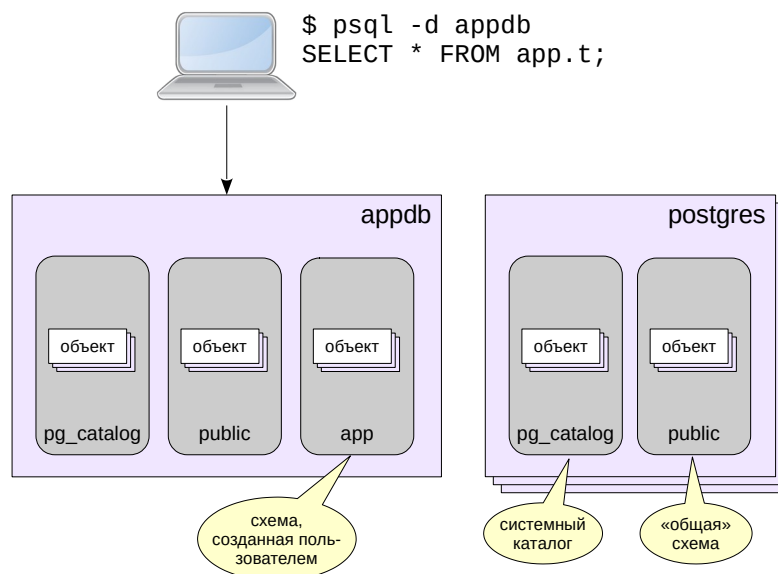 $ psql -d appdb
SELECT * FROM app.t;
appdb
postgres
объект
объект
объект
объект
объект
pg_catalog
public
app
pg_catalog
public
схема,
созданная поль-
зователем
системный
каталог
«общая»
схема